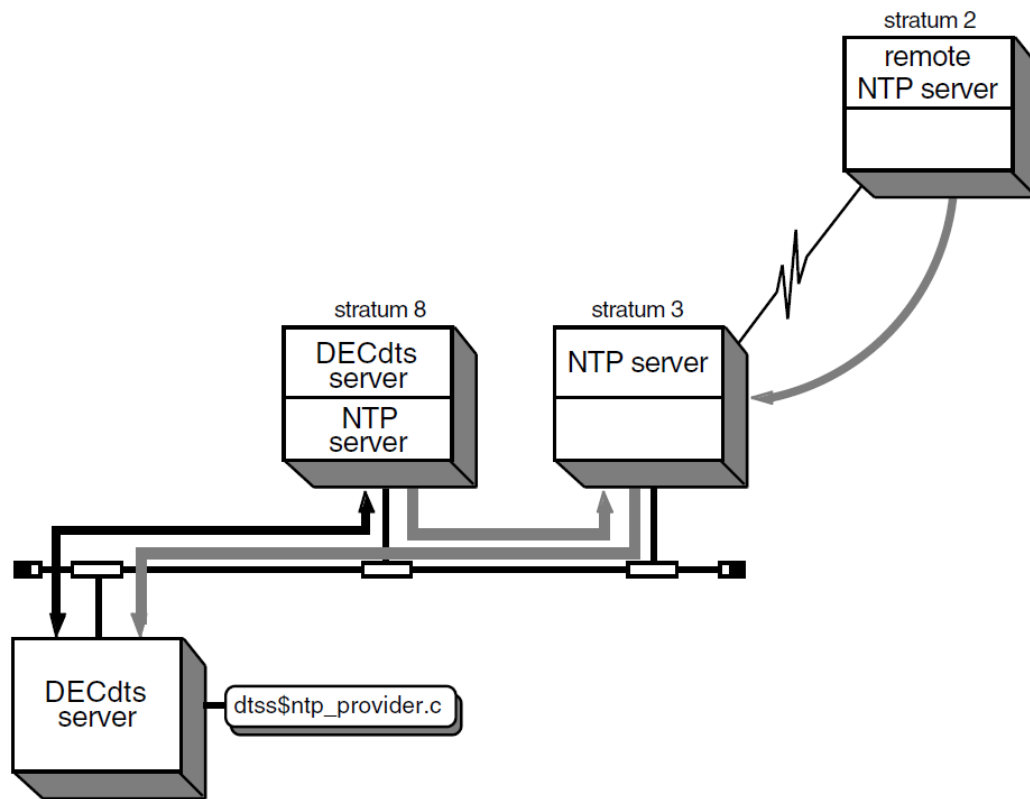 stratum 2
remote
NTP server
stratum 8
DECdts
server
NTP
server
stratum 3
NTP server
DECdts
server
dtss$ntp_provider.c